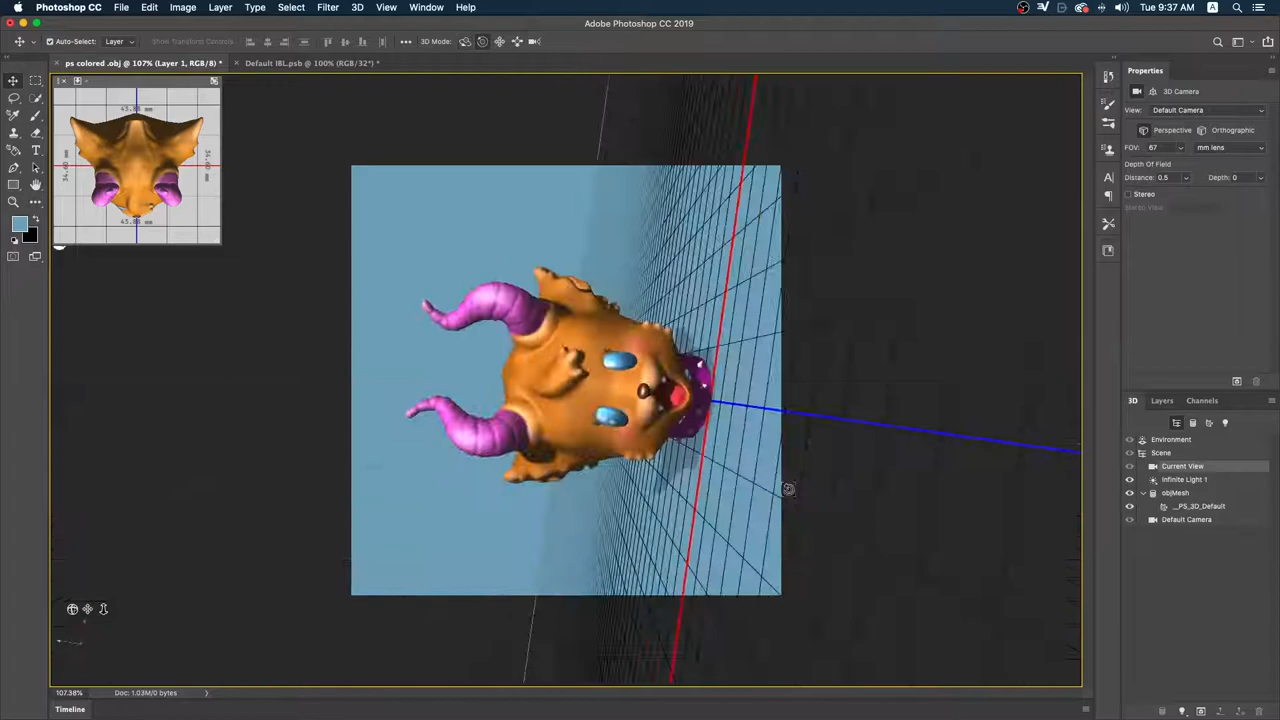 Photoshop CC File Edit Image Layer Type Select Filter 3D View Window Help Tue 9:37 AM A
Adobe Photoshop CC 2019
Auto-Select: Layer Show Transform Controls 3D Mode:
ps colored .obj @ 107% (Layer 1, RGB/8) * Default IBL.psb @ 100% (RGB/32*) *
Properties
3D Camera
View: Default Camera
Perspective Orthographic
FOV: 67 mm lens
Depth Of Field
Distance: 0.5 Depth: 0
Stereo
3D Layers Channels
Environment
Scene
Current View
Infinite Light 1
objMesh
__PS_3D_Default
Default Camera
107.38% Doc: 1.03M/0 bytes
Timeline